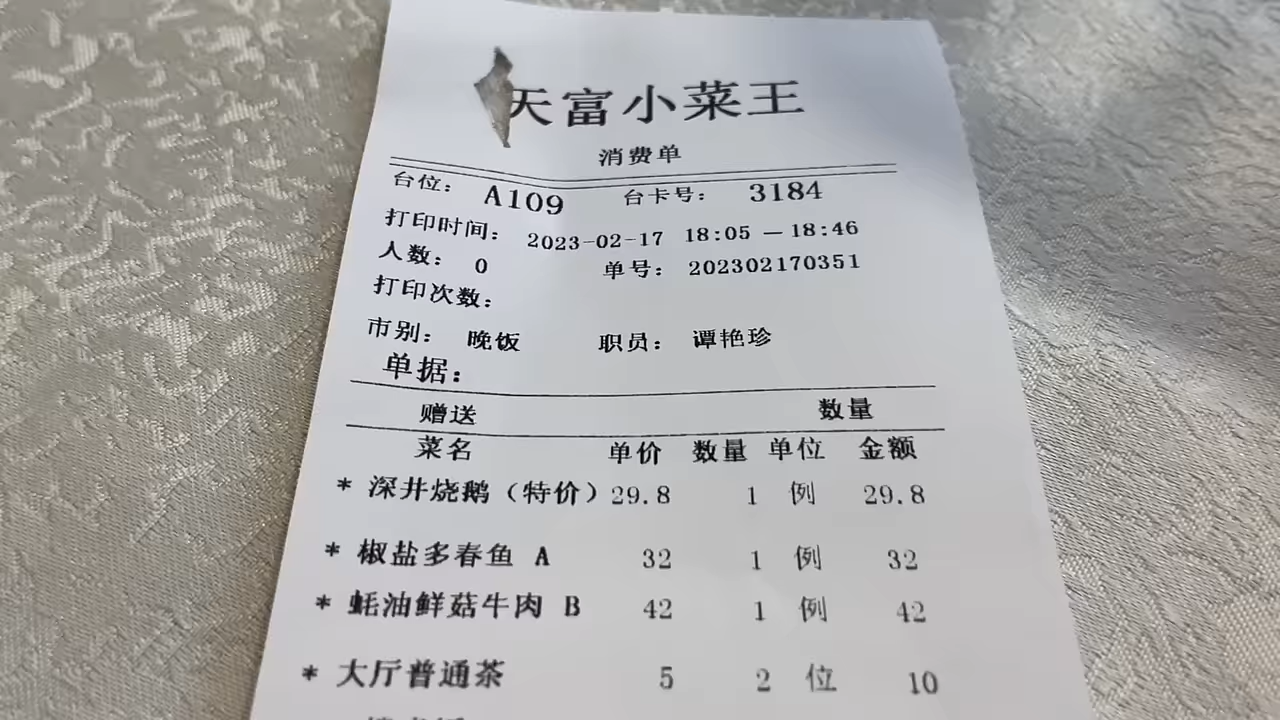 天富小菜王
消费单
台位： A109 台卡号： 3184
打印时间： 2023-02-17 18:05 —18:46
人数： 0 单号： 202302170351
打印次数：
市别： 晚饭 职员： 谭艳珍
单据：
赠送 数量
菜名 单价 数量 单位 金额
* 深井烧鹅（特价）29.8 1 例 29.8
* 椒盐多春鱼 A 32 1 例 32
* 蚝油鲜菇牛肉 B 42 1 例 42
* 大厅普通茶 5 2 位 10